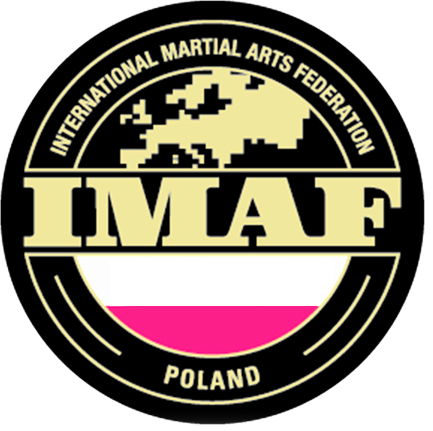 INTERNATIONAL MARTIAL ARTS FEDERATION
IMAF
POLAND